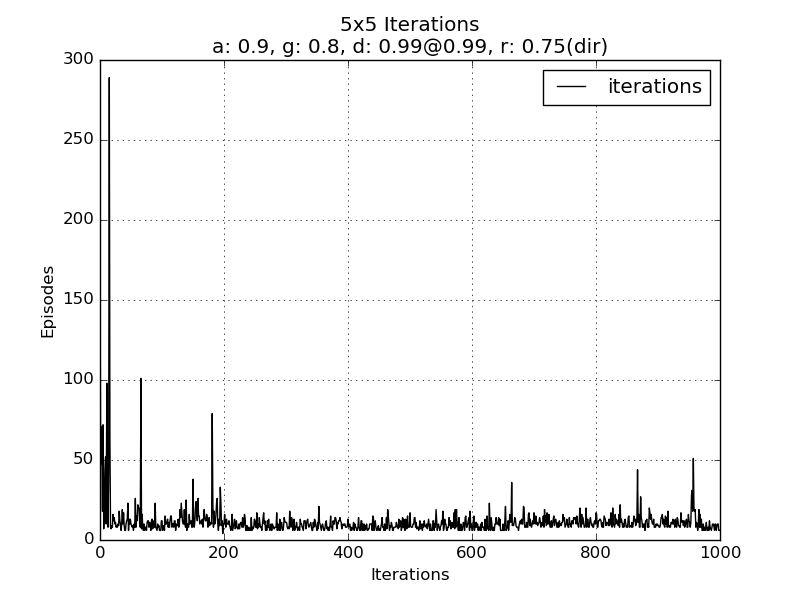 5x5 Iterations
a: 0.9, g: 0.8, d: 0.99@0.99, r: 0.75(dir)
300
iterations
250
200
150
100
50
0
Episodes
0 200 400 600 800 1000
Iterations